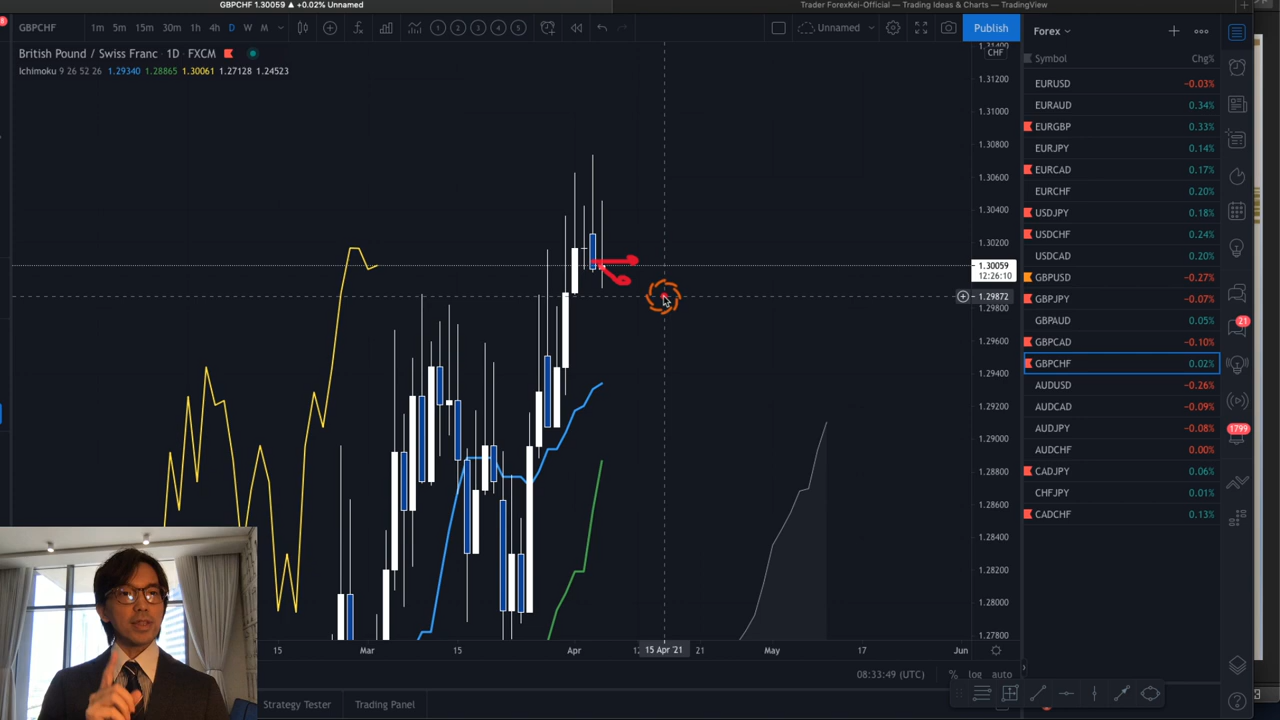 GBPCHF 1.30059 ▲ +0.02% Unnamed
Trader ForexKei-Official — Trading Ideas & Charts — TradingView
GBPCHF 1m 5m 15m 30m 1h 4h D W M
1 2 3 4 5
Unnamed
Publish
British Pound / Swiss Franc · 1D · FXCM
Ichimoku 9 26 52 26 1.29340 1.28865 1.30061 1.27128 1.24523
CHF
1.31400
1.31200
1.31000
1.30800
1.30600
1.30400
1.30200
1.30059
12:26:10
1.29872
1.29800
1.29600
1.29400
1.29200
1.29000
1.28800
1.28600
1.28400
1.28200
1.28000
1.27800
15 Mar 15 Apr 15 Apr '21 21 May 17 Jun
08:33:49 (UTC) % log auto
Strategy Tester Trading Panel
Forex
Symbol Chg%
EURUSD −0.03%
EURAUD 0.34%
EURGBP 0.33%
EURJPY 0.14%
EURCAD 0.17%
EURCHF 0.20%
USDJPY 0.18%
USDCHF 0.24%
USDCAD 0.20%
GBPUSD −0.27%
GBPJPY −0.07%
GBPAUD 0.05%
GBPCAD −0.10%
GBPCHF 0.02%
AUDUSD −0.26%
AUDCAD −0.09%
AUDJPY −0.08%
AUDCHF 0.00%
CADJPY 0.06%
CHFJPY 0.01%
CADCHF 0.13%
21
1799